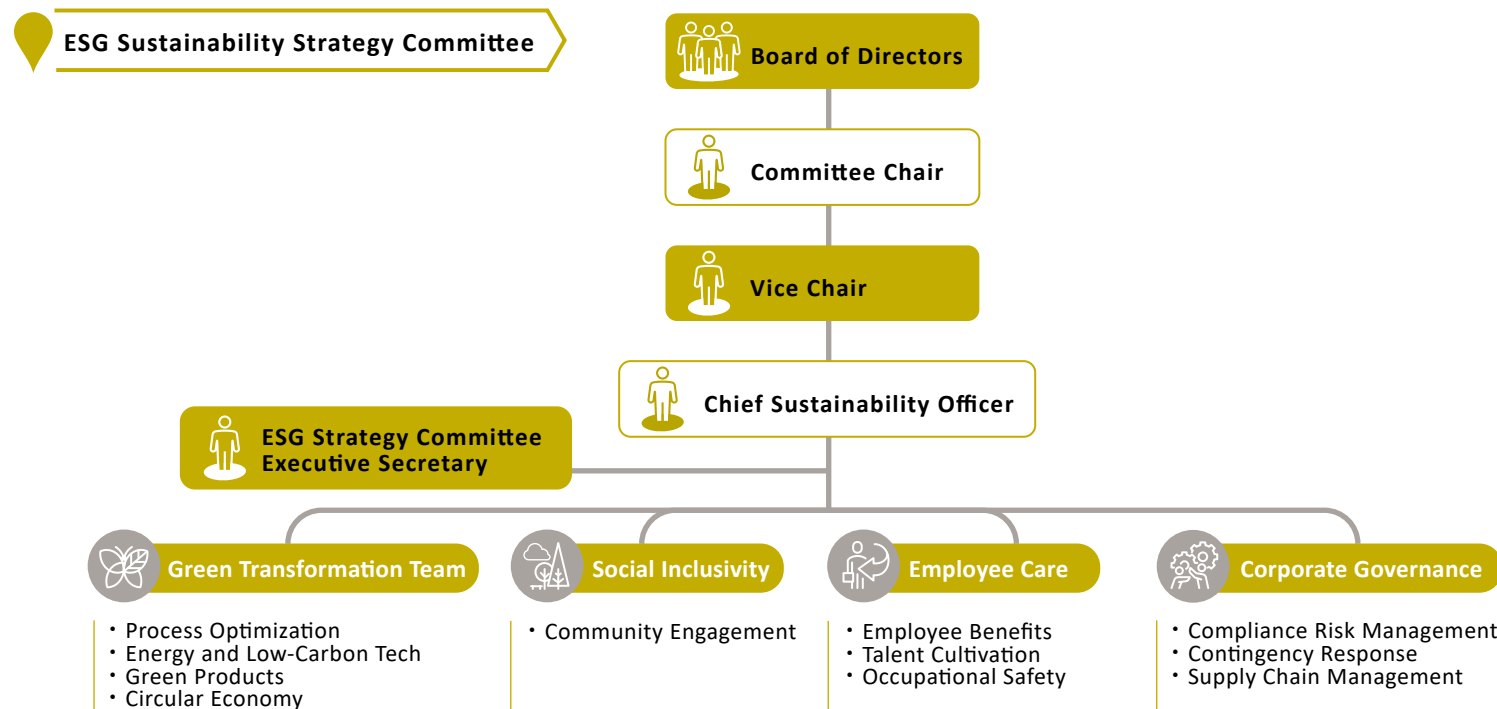 ESG Sustainability Strategy Committee
Board of Directors
Committee Chair
Vice Chair
Chief Sustainability Officer
ESG Strategy Committee
Executive Secretary
Green Transformation Team
・Process Optimization
・Energy and Low-Carbon Tech
・Green Products
・Circular Economy
Social Inclusivity
・Community Engagement
Employee Care
・Employee Benefits
・Talent Cultivation
・Occupational Safety
Corporate Governance
・Compliance Risk Management
・Contingency Response
・Supply Chain Management